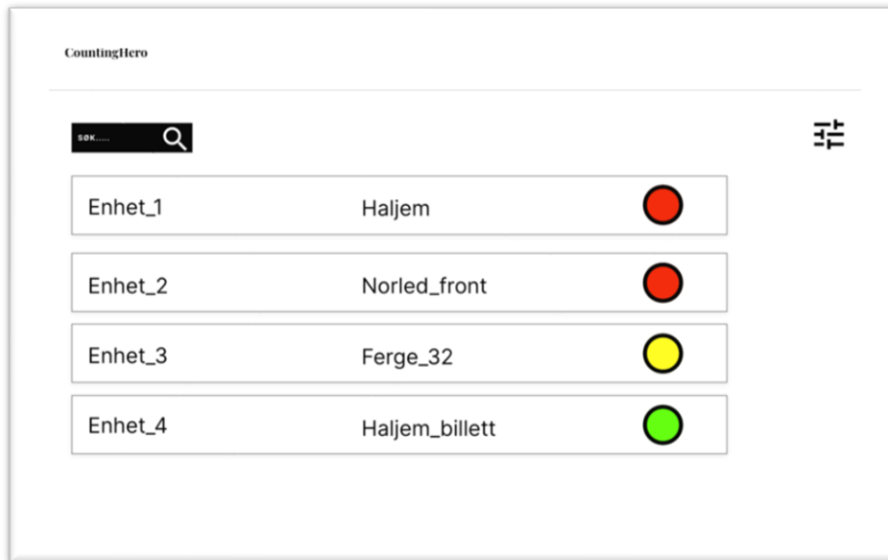 CountingHero
SØK.....
Enhet_1 Haljem
Enhet_2 Norled_front
Enhet_3 Ferge_32
Enhet_4 Haljem_billett